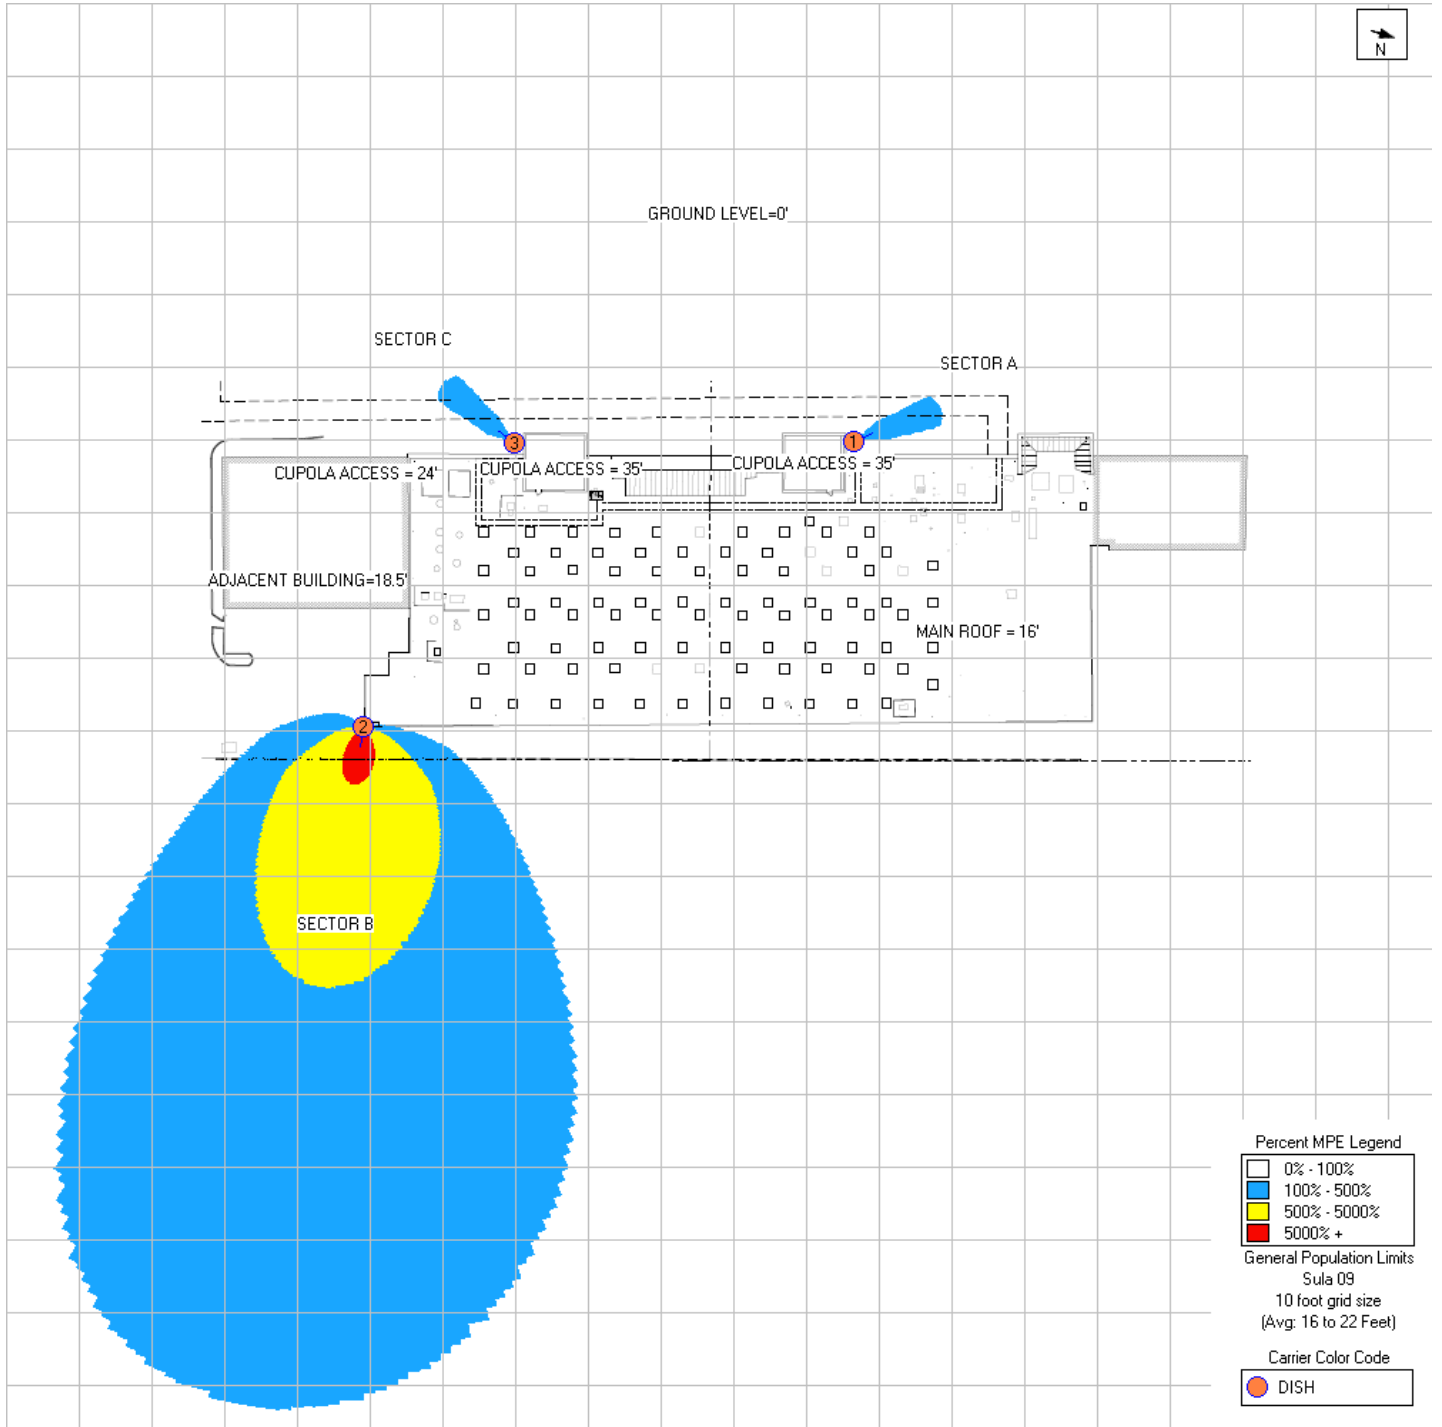 N
GROUND LEVEL=0'
SECTOR C
SECTOR A
3
1
CUPOLA ACCESS = 24'
CUPOLA ACCESS = 35'
CUPOLA ACCESS = 35'
ADJACENT BUILDING=18.5'
MAIN ROOF = 16'
2
SECTOR B
Percent MPE Legend
0% - 100%
100% - 500%
500% - 5000%
5000% +
General Population Limits
Sula 09
10 foot grid size
(Avg: 16 to 22 Feet)
Carrier Color Code
DISH